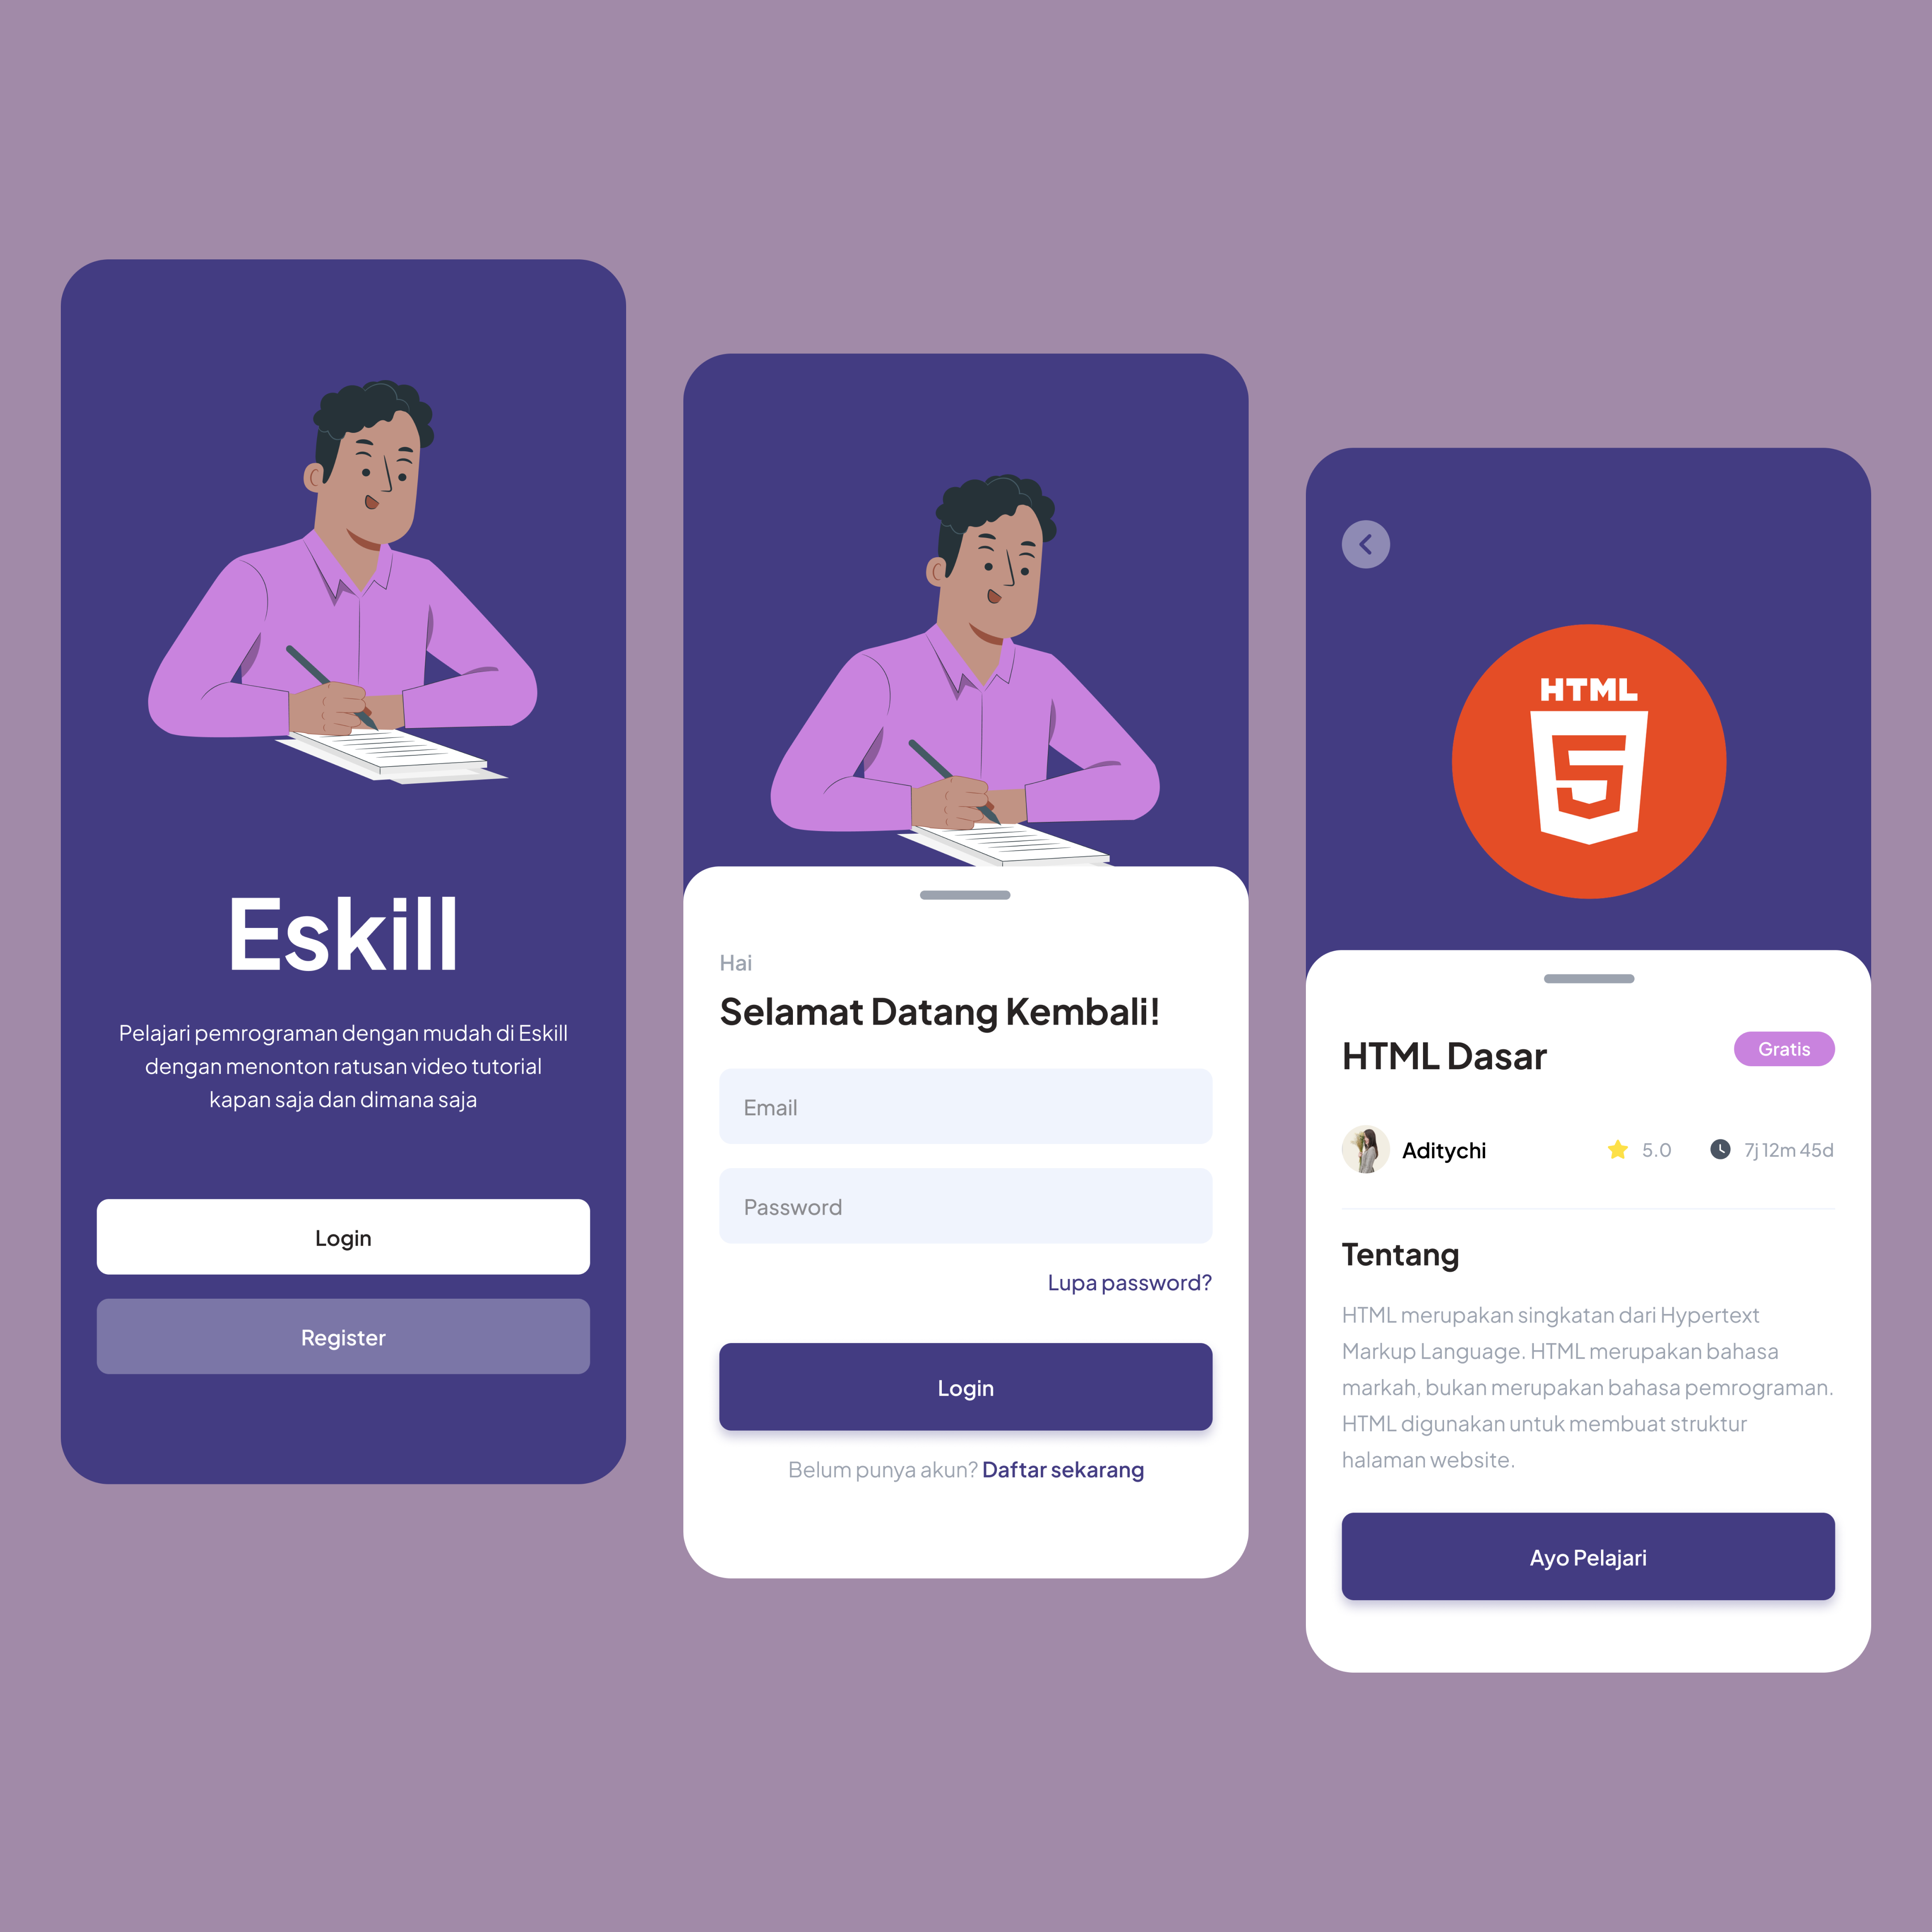 Eskill
Pelajari pemrograman dengan mudah di Eskill
dengan menonton ratusan video tutorial
kapan saja dan dimana saja
Login
Register
Hai
Selamat Datang Kembali!
Email
Password
Lupa password?
Login
Belum punya akun? Daftar sekarang
HTML
5
HTML Dasar
Gratis
Aditychi
5.0
7j 12m 45d
Tentang
HTML merupakan singkatan dari Hypertext
Markup Language. HTML merupakan bahasa
markah, bukan merupakan bahasa pemrograman.
HTML digunakan untuk membuat struktur
halaman website.
Ayo Pelajari